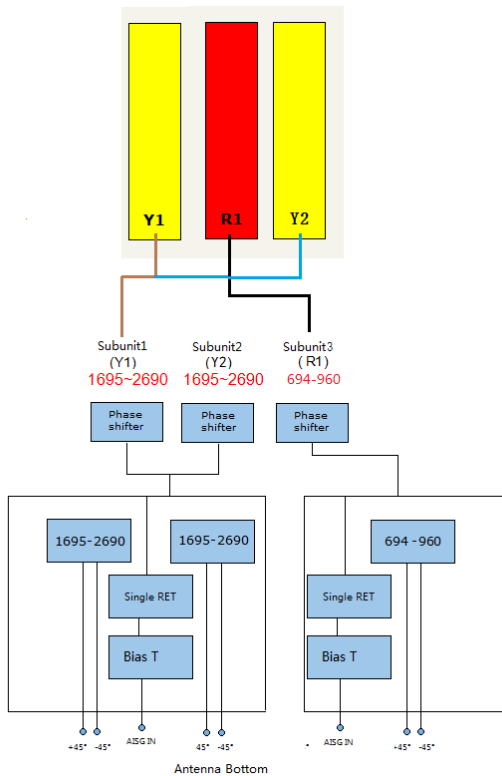 Y1
R1
Y2
Subunit1
(Y1)
1695~2690
Subunit2
(Y2)
1695~2690
Subunit3
(R1)
694-960
Phase
shifter
Phase
shifter
Phase
shifter
1695-2690
1695-2690
694 -960
Single RET
Single RET
Bias T
Bias T
+45° -45°
AISG IN
45° -45°
AISG IN
+45° -45°
Antenna Bottom